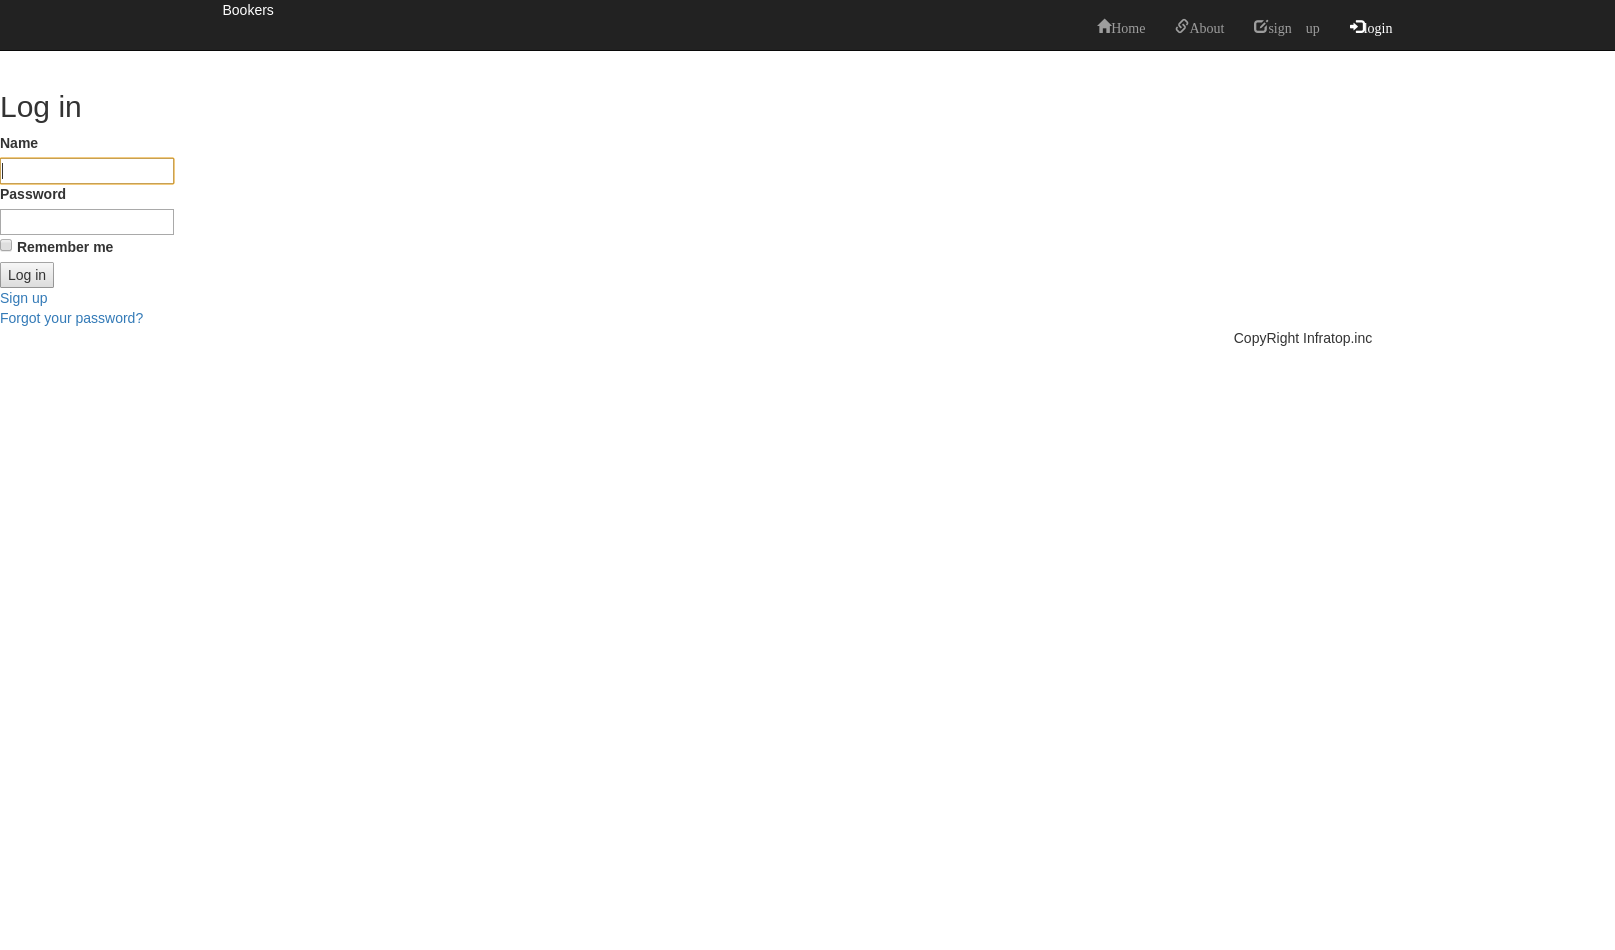 Bookers
Home About sign up login
Log in
Name
Password
Remember me
Log in
Sign up
Forgot your password?
CopyRight Infratop.inc